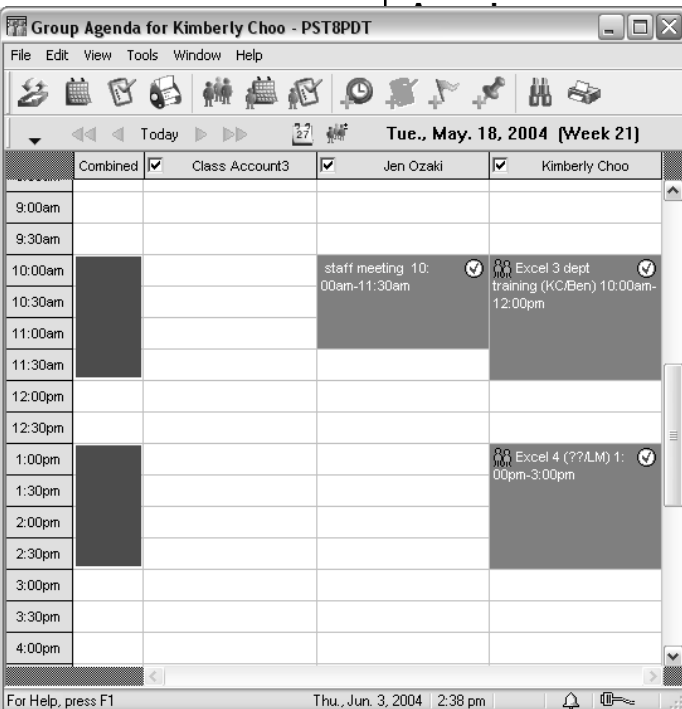 Group Agenda for Kimberly Choo - PST8PDT
File Edit View Tools Window Help
Today 27 Tue., May. 18, 2004 (Week 21)
Combined Class Account3 Jen Ozaki Kimberly Choo
9:00am
9:30am
10:00am
10:30am
11:00am
11:30am
12:00pm
12:30pm
1:00pm
1:30pm
2:00pm
2:30pm
3:00pm
3:30pm
4:00pm
staff meeting 10:
00am-11:30am
Excel 3 dept
training (KC/Ben) 10:00am-
12:00pm
Excel 4 (??/LM) 1:
00pm-3:00pm
For Help, press F1 Thu., Jun. 3, 2004 2:38 pm